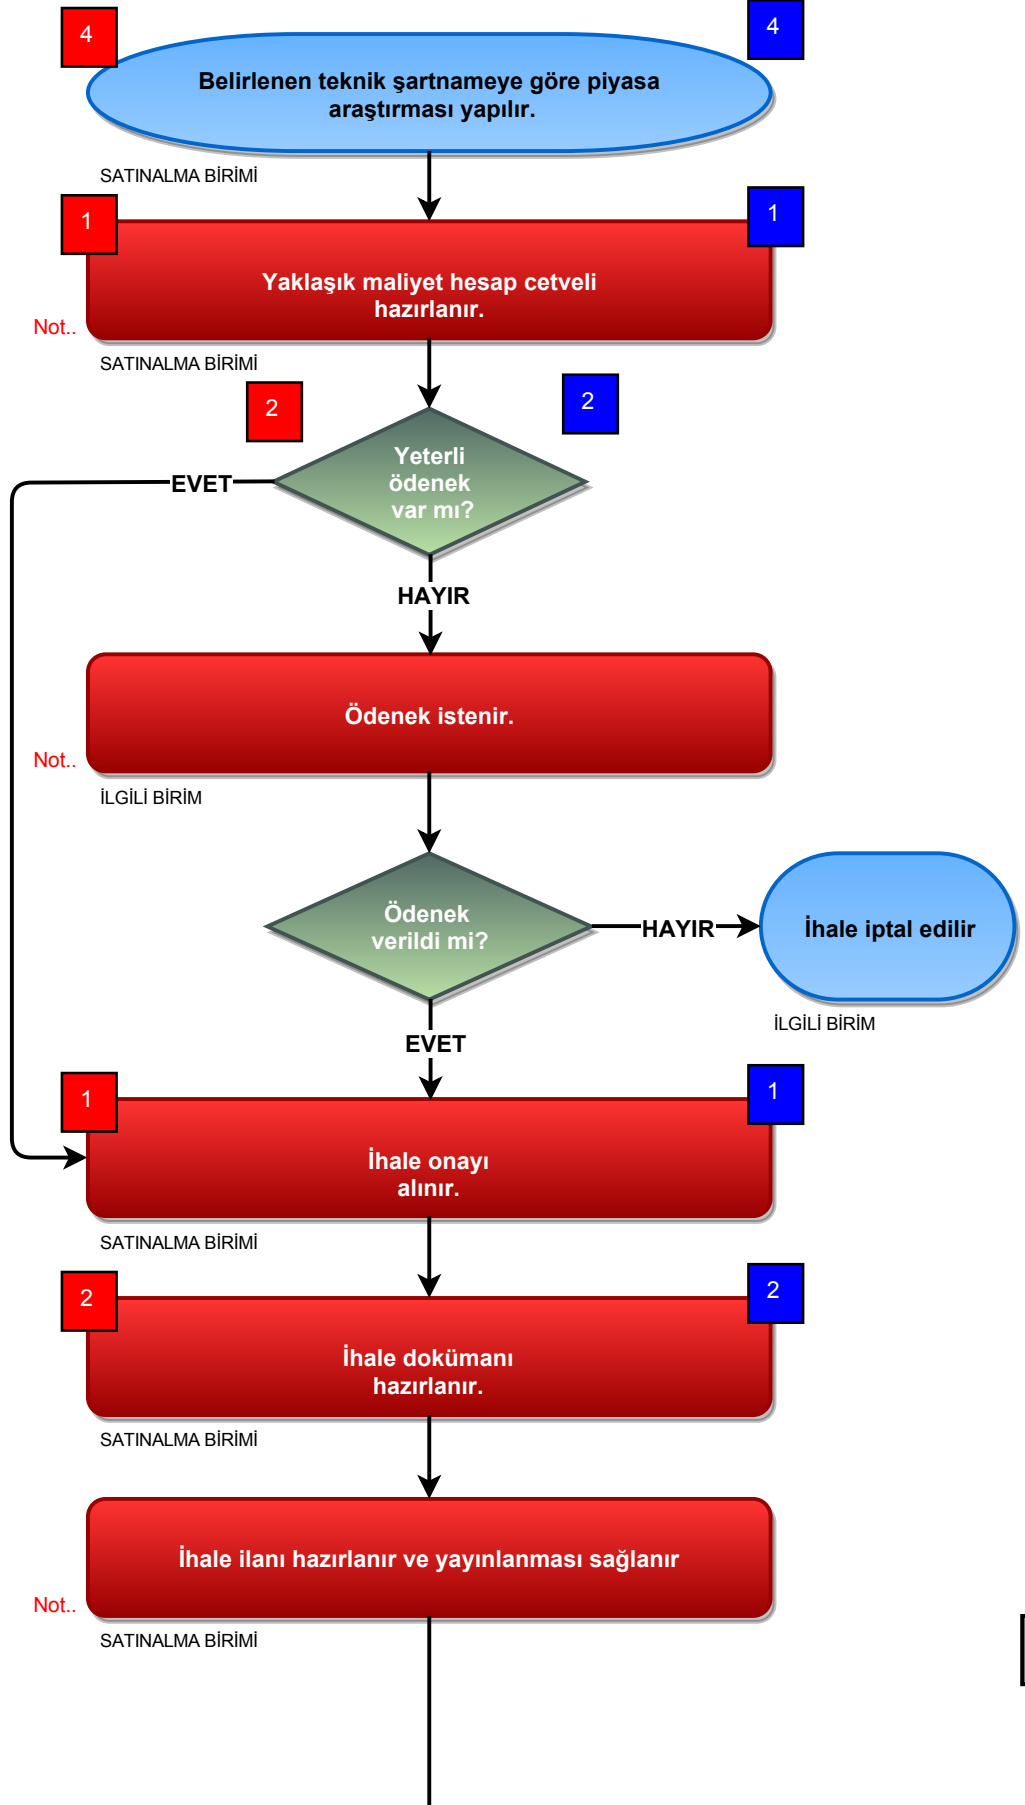 4
4
Belirlenen teknik şartnameye göre piyasa
araştırması yapılır.
SATINALMA BİRİMİ
1
1
Yaklaşık maliyet hesap cetveli
hazırlanır.
Not..
SATINALMA BİRİMİ
2
2
Yeterli
ödenek
var mı?
EVET
HAYIR
Ödenek istenir.
Not..
İLGİLİ BİRİM
Ödenek
verildi mi?
HAYIR
İhale iptal edilir
İLGİLİ BİRİM
EVET
1
1
İhale onayı
alınır.
SATINALMA BİRİMİ
2
2
İhale dokümanı
hazırlanır.
SATINALMA BİRİMİ
İhale ilanı hazırlanır ve yayınlanması sağlanır
Not..
SATINALMA BİRİMİ